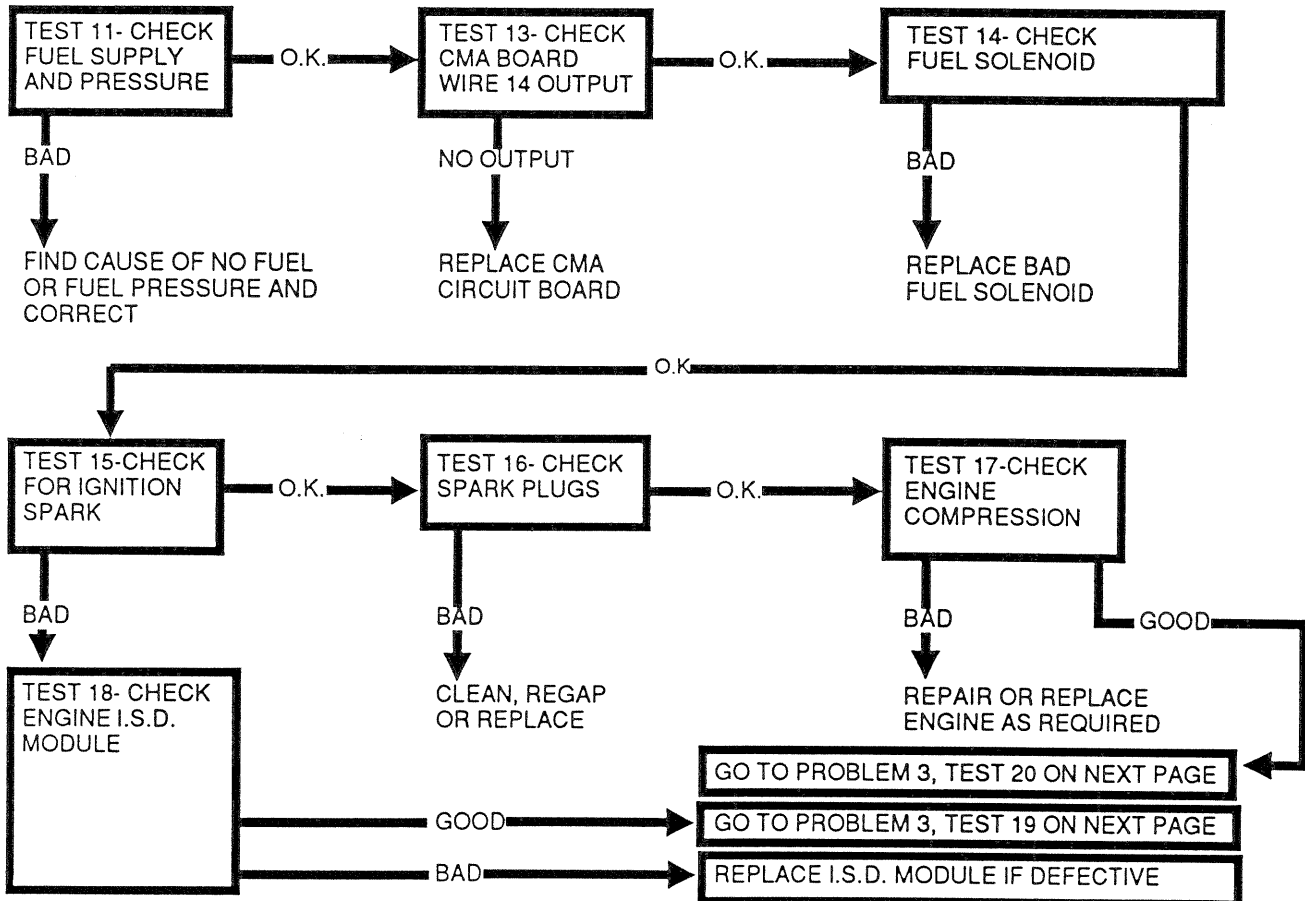 TEST 11- CHECK
FUEL SUPPLY
AND PRESSURE
O.K.
TEST 13- CHECK
CMA BOARD
WIRE 14 OUTPUT
O.K.
TEST 14- CHECK
FUEL SOLENOID
BAD
NO OUTPUT
BAD
FIND CAUSE OF NO FUEL
OR FUEL PRESSURE AND
CORRECT
REPLACE CMA
CIRCUIT BOARD
REPLACE BAD
FUEL SOLENOID
O.K
TEST 15-CHECK
FOR IGNITION
SPARK
O.K.
TEST 16- CHECK
SPARK PLUGS
O.K.
TEST 17-CHECK
ENGINE
COMPRESSION
BAD
BAD
BAD
GOOD
TEST 18- CHECK
ENGINE I.S.D.
MODULE
CLEAN, REGAP
OR REPLACE
REPAIR OR REPLACE
ENGINE AS REQUIRED
GO TO PROBLEM 3, TEST 20 ON NEXT PAGE
GOOD
GO TO PROBLEM 3, TEST 19 ON NEXT PAGE
BAD
REPLACE I.S.D. MODULE IF DEFECTIVE